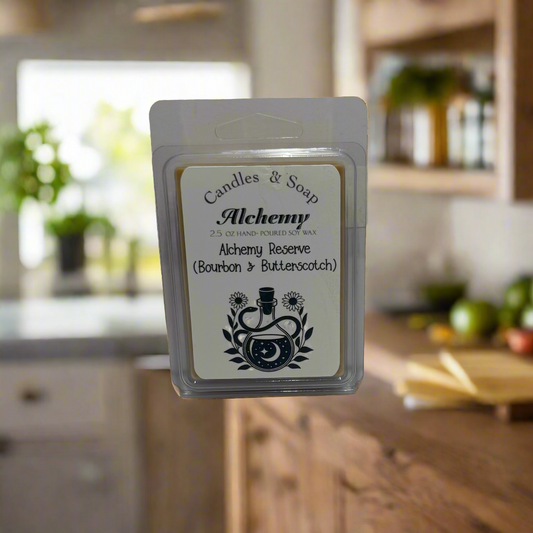 Candles & Soap
Alchemy
2.5 OZ HAND-POURED SOY WAX
Alchemy Reserve
(Bourbon & Butterscotch)